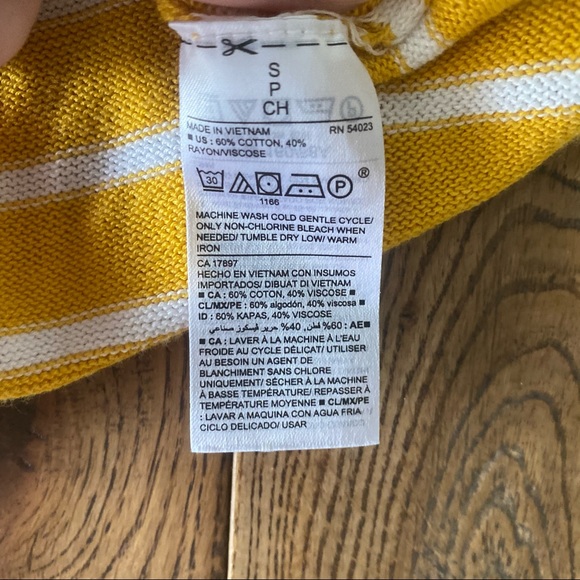 S
P
CH
MADE IN VIETNAM RN 54023
■ US : 60% COTTON, 40%
RAYON/VISCOSE
30 P ®
1166
MACHINE WASH COLD GENTLE CYCLE/
ONLY NON-CHLORINE BLEACH WHEN
NEEDED/ TUMBLE DRY LOW/ WARM
IRON
CA 17897
HECHO EN VIETNAM CON INSUMOS
IMPORTADOS/ DIBUAT DI VIETNAM
■ CA : 60% COTON, 40% VISCOSE ■
CL/MX/PE : 60% algodón, 40% viscosa ■
ID : 60% KAPAS, 40% VISCOSE
■ AE : 60% قطن, 40% حرير فيسكوز صناعي
■ CA : LAVER À LA MACHINE À L'EAU
FROIDE AU CYCLE DÉLICAT/ UTILISER
AU BESOIN UN AGENT DE
BLANCHIMENT SANS CHLORE
UNIQUEMENT/ SÉCHER À LA MACHINE
À BASSE TEMPÉRATURE/ REPASSER À
TEMPÉRATURE MOYENNE ■ CL/MX/PE
: LAVAR A MAQUINA CON AGUA FRIA
CICLO DELICADO/ USAR